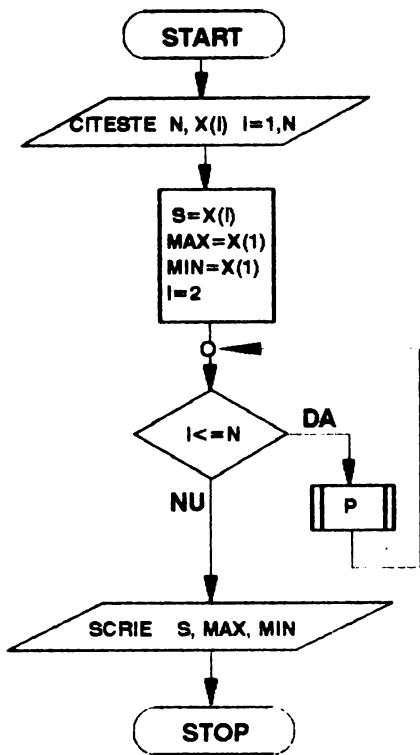 START
CITESTE N, X(I) I=1,N
S=X(I)
MAX=X(1)
MIN=X(1)
I=2
I<=N
DA
P
NU
SCRIE S, MAX, MIN
STOP